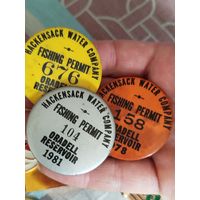 HACKENSACK WATER COMPANY
FISHING PERMIT
676
ORADELL
RESERVOIR
HACKENSACK WATER COMPANY
FISHING PERMIT
158
ORADELL
RESERVOIR
1978
HACKENSACK WATER COMPANY
FISHING PERMIT
104
ORADELL
RESERVOIR
1981